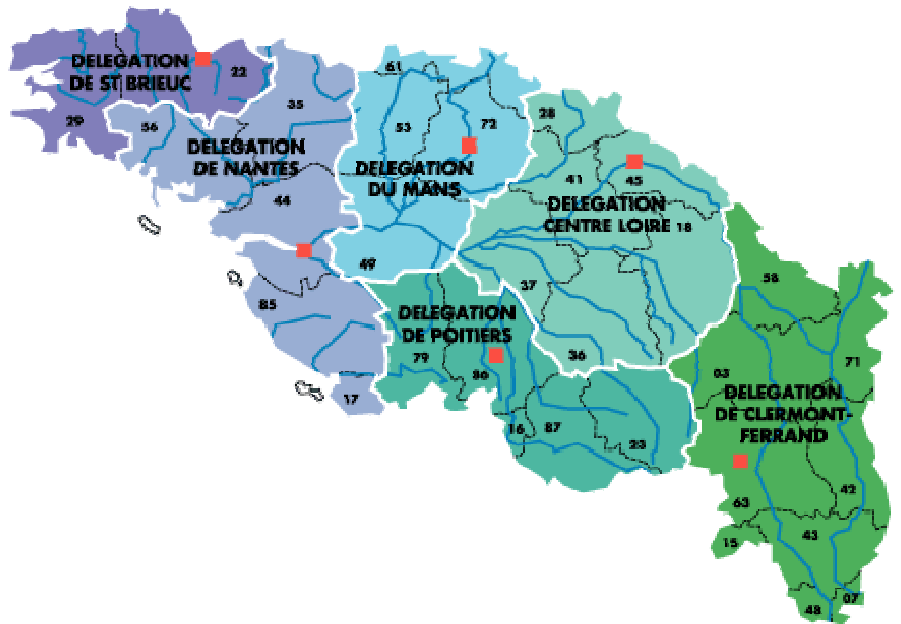 DELEGATION
DE ST BRIEUC
22
29
56
35
DELEGATION
DE NANTES
44
85
17
61
53
72
DELEGATION
DU MANS
49
28
41
45
DELEGATION
CENTRE LOIRE 18
37
36
DELEGATION
DE POITIERS
79
86
16
87
23
58
71
03
DELEGATION
DE CLERMONT-
FERRAND
63
42
15
43
48
07